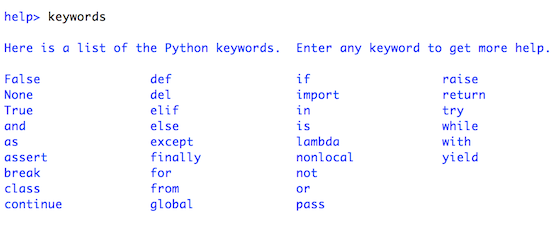 help> keywords
Here is a list of the Python keywords.  Enter any keyword to get more help.
False               def                 if                  raise
None                del                 import              return
True                elif                in                  try
and                 else                is                  while
as                  except              lambda              with
assert              finally             nonlocal            yield
break               for                 not
class               from                or
continue            global              pass